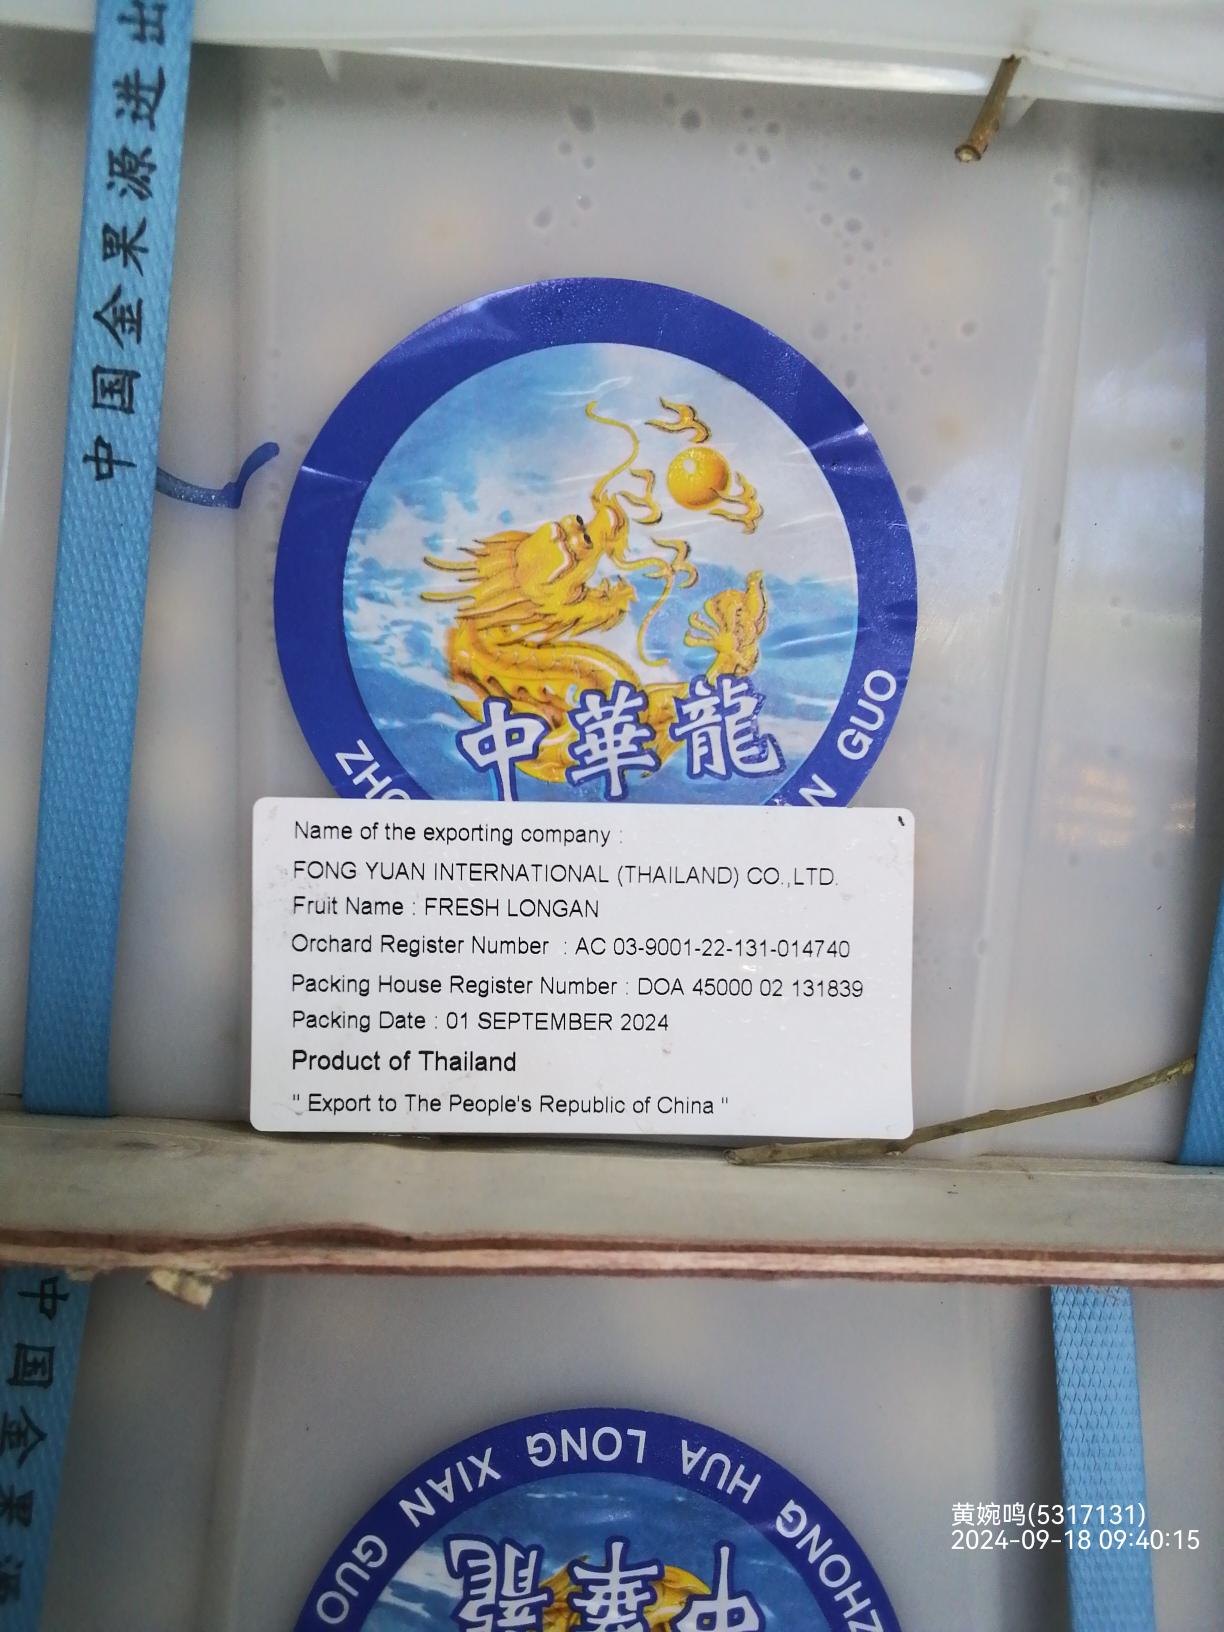 中国金果源进出
中華龍
GUO
Name of the exporting company :
FONG YUAN INTERNATIONAL (THAILAND) CO.,LTD.
Fruit Name : FRESH LONGAN
Orchard Register Number : AC 03-9001-22-131-014740
Packing House Register Number : DOA 45000 02 131839
Packing Date : 01 SEPTEMBER 2024
Product of Thailand
" Export to The People's Republic of China "
中国金果源
ZHONG HUA LONG XIAN GUO
中華龍
黄婉鸣(5317131)
2024-09-18 09:40:15